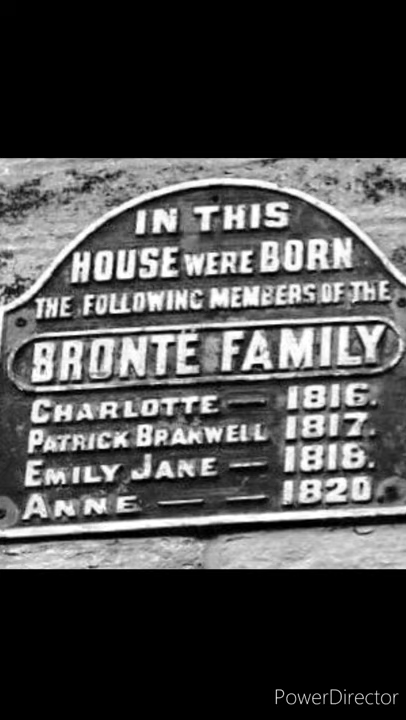 IN THIS
HOUSE WERE BORN
THE FOLLOWING MEMBERS OF THE
BRONTË FAMILY
CHARLOTTE — 1816.
PATRICK BRANWELL 1817.
EMILY JANE — 1818.
ANNE — — 1820
PowerDirector